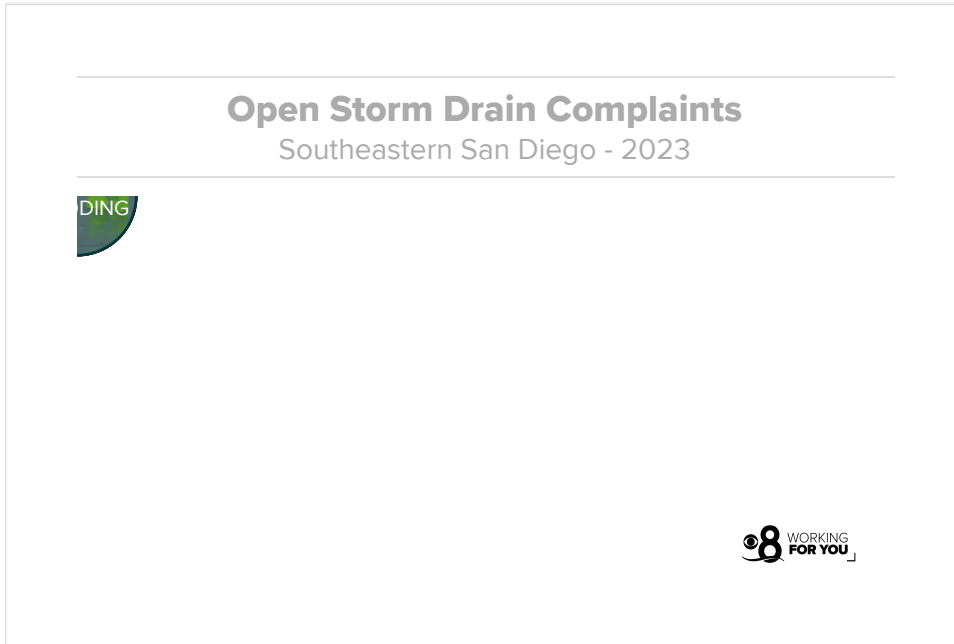 Open Storm Drain Complaints
Southeastern San Diego - 2023
DING
8 WORKING
FOR YOU